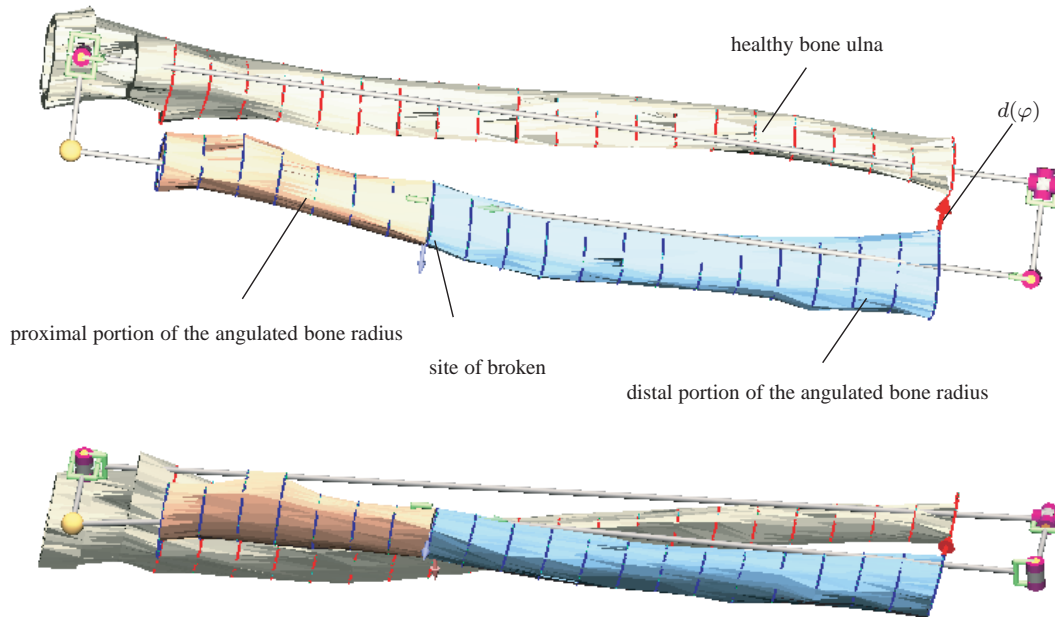 healthy bone ulna
d(φ)
proximal portion of the angulated bone radius
site of broken
distal portion of the angulated bone radius